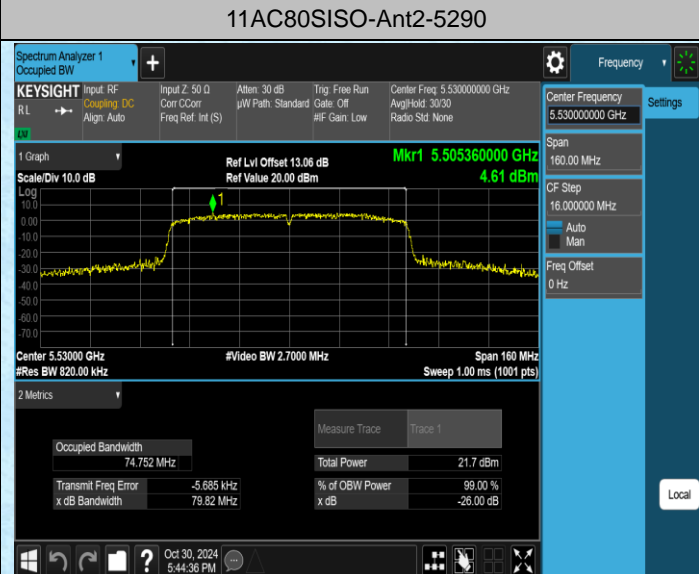 11AC80SISO-Ant2-5290
Spectrum Analyzer 1
Occupied BW
Frequency
KEYSIGHT
RL
LW
Input: RF
Coupling: DC
Align: Auto
Input Z: 50 Ω
Corr CCorr
Freq Ref: Int (S)
Atten: 30 dB
µW Path: Standard
Trig: Free Run
Gate: Off
#IF Gain: Low
Center Freq: 5.530000000 GHz
Avg|Hold: 30/30
Radio Std: None
Center Frequency
5.530000000 GHz
Settings
Span
160.00 MHz
CF Step
16.000000 MHz
Auto
Man
Freq Offset
0 Hz
1 Graph
Scale/Div 10.0 dB
Ref Lvl Offset 13.06 dB
Ref Value 20.00 dBm
Mkr1 5.505360000 GHz
4.61 dBm
Log
10.0
0.00
-10.0
-20.0
-30.0
-40.0
-50.0
-60.0
-70.0
1
Center 5.53000 GHz
#Video BW 2.7000 MHz
Span 160 MHz
#Res BW 820.00 kHz
Sweep 1.00 ms (1001 pts)
2 Metrics
Measure Trace
Trace 1
Occupied Bandwidth
74.752 MHz
Total Power
21.7 dBm
Transmit Freq Error
-5.685 kHz
% of OBW Power
99.00 %
x dB Bandwidth
79.82 MHz
x dB
-26.00 dB
Local
Oct 30, 2024
5:44:36 PM